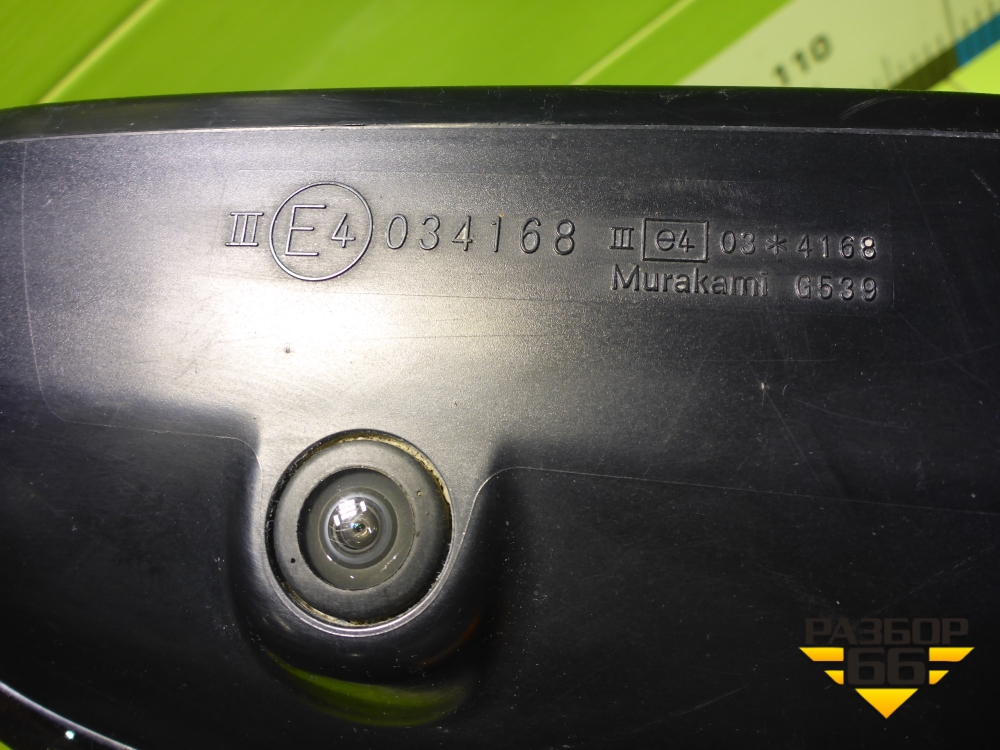 110
III E4 034168
III e4 03*4168
Murakami G539
РАЗБОР
66